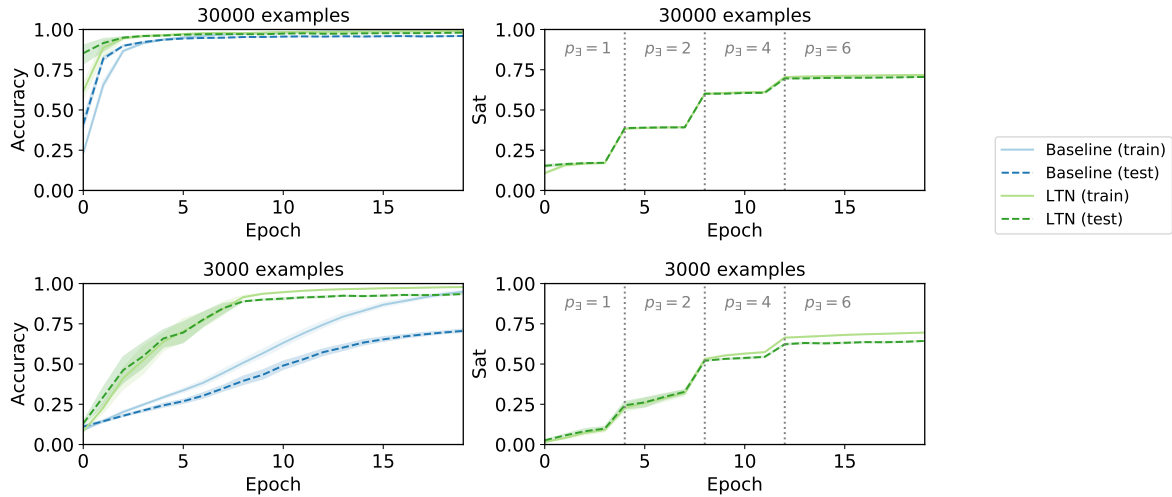 30000 examples
Accuracy
1.00
0.75
0.50
0.25
0.00
0 5 10 15
Epoch
30000 examples
Sat
1.00
0.75
0.50
0.25
0.00
p∃ = 1 p∃ = 2 p∃ = 4 p∃ = 6
0 5 10 15
Epoch
Baseline (train)
Baseline (test)
LTN (train)
LTN (test)
3000 examples
Accuracy
1.00
0.75
0.50
0.25
0.00
0 5 10 15
Epoch
3000 examples
Sat
1.00
0.75
0.50
0.25
0.00
p∃ = 1 p∃ = 2 p∃ = 4 p∃ = 6
0 5 10 15
Epoch